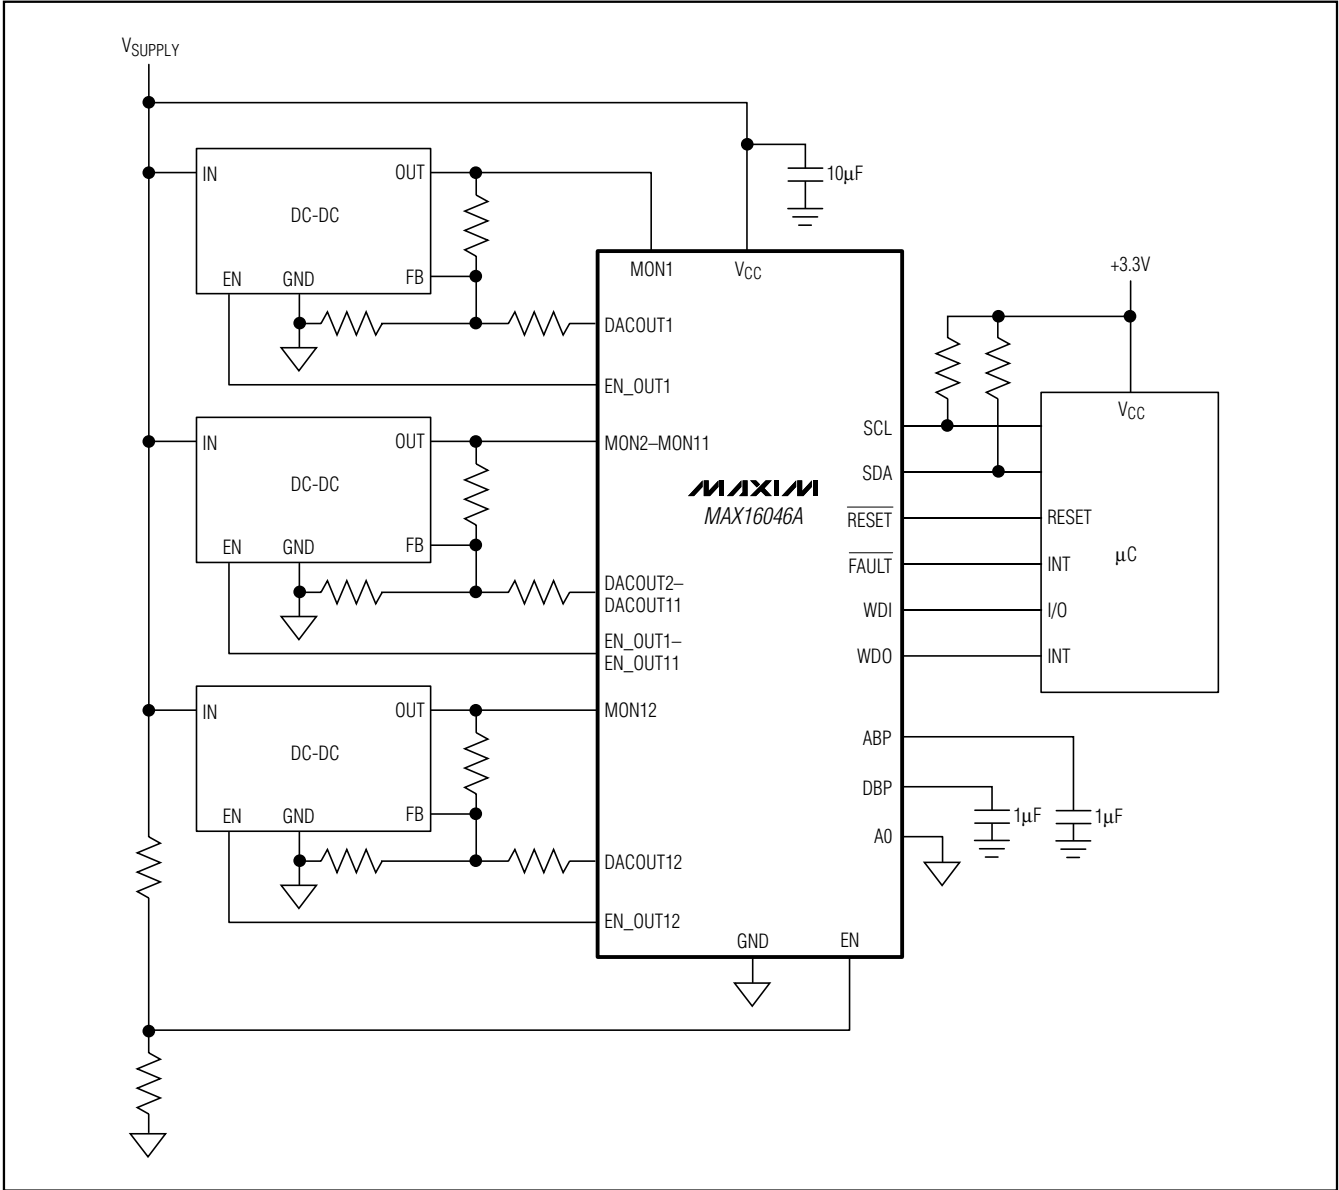 VSUPPLY
IN
OUT
DC-DC
EN
GND
FB
10µF
MON1
VCC
DACOUT1
EN_OUT1
+3.3V
IN
OUT
DC-DC
EN
GND
FB
MON2–MON11
DACOUT2–
DACOUT11
EN_OUT1–
EN_OUT11
MAXIM
MAX16046A
SCL
SDA
RESET
FAULT
WDI
WDO
VCC
RESET
µC
INT
I/O
INT
IN
OUT
DC-DC
EN
GND
FB
MON12
DACOUT12
EN_OUT12
ABP
DBP
A0
1µF
1µF
GND
EN